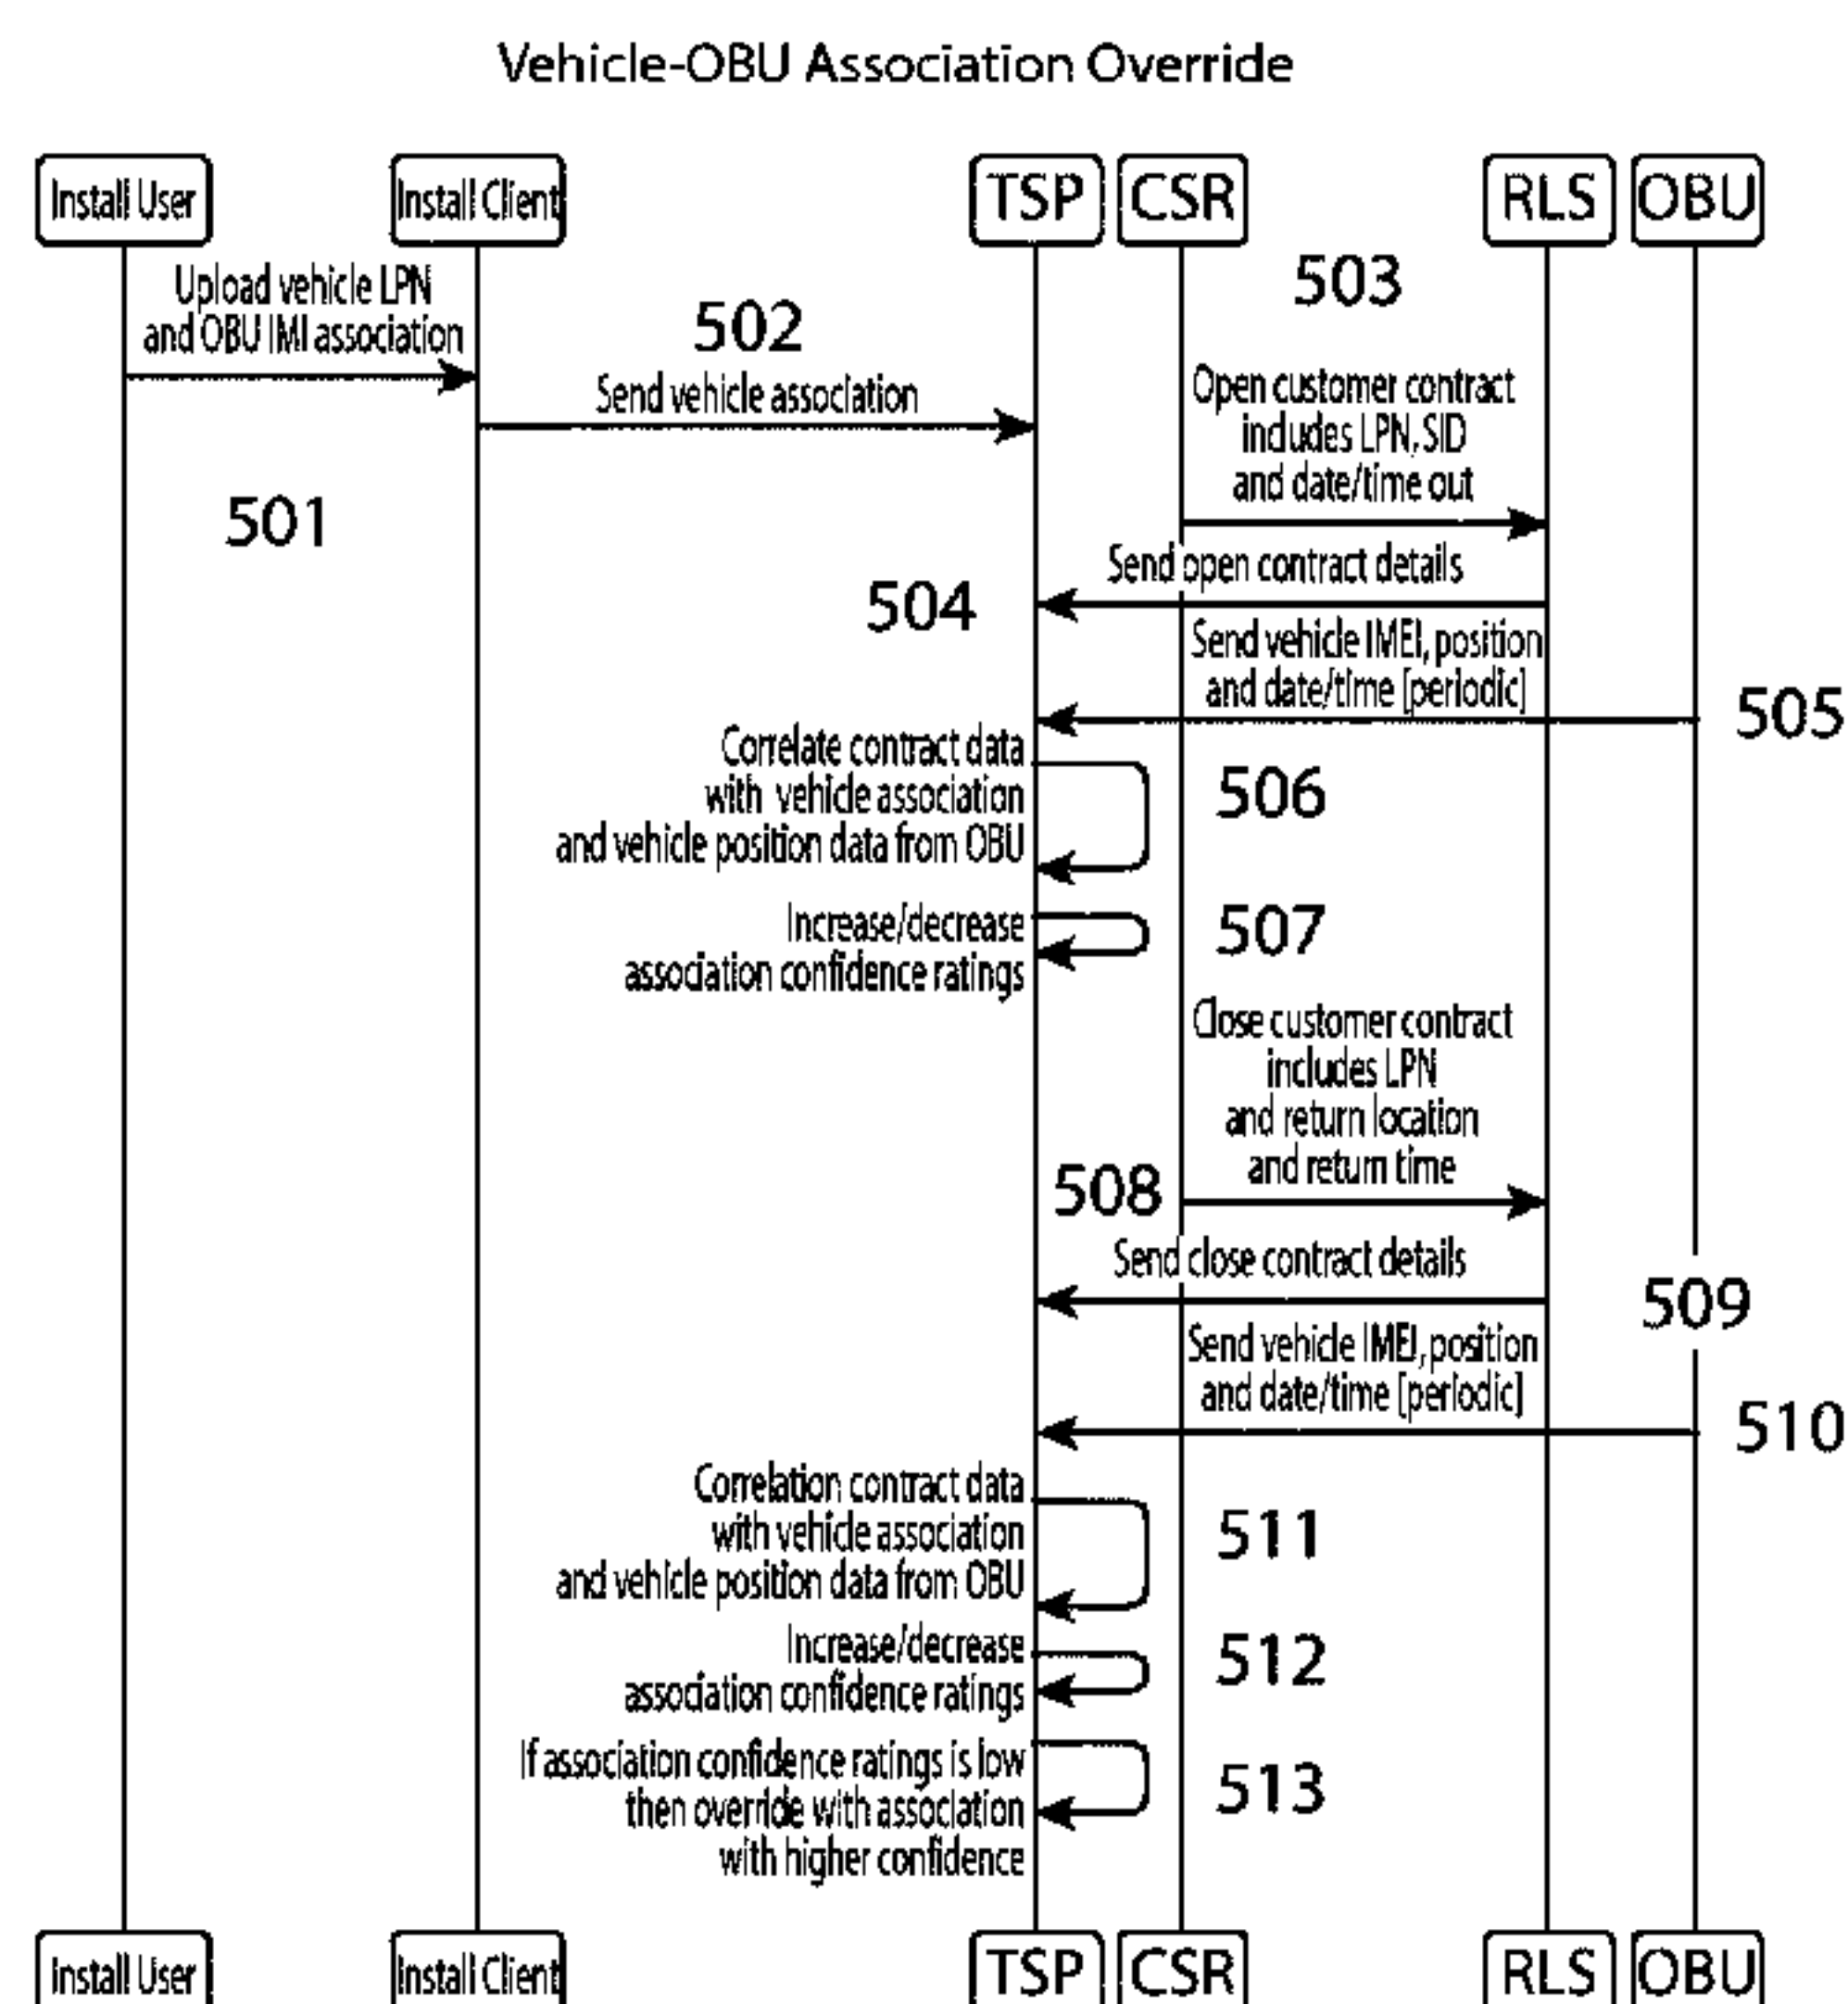 Vehicle-OBU Association Override
Install User
Install Client
TSP
CSR
RLS
OBU
Upload vehicle LPN
and OBU IMI association
501
502
Send vehicle association
503
Open customer contract
includes LPN, SID
and date/time out
Send open contract details
504
Send vehicle IMEI, position
and date/time [periodic]
505
Correlate contract data
with vehicle association
and vehicle position data from OBU
506
Increase/decrease
association confidence ratings
507
Close customer contract
includes LPN
and return location
and return time
508
Send close contract details
509
Send vehicle IMEI, position
and date/time [periodic]
510
Correlation contract data
with vehicle association
and vehicle position data from OBU
511
Increase/decrease
association confidence ratings
512
If association confidence ratings is low
then override with association
with higher confidence
513
Install User
Install Client
TSP
CSR
RLS
OBU